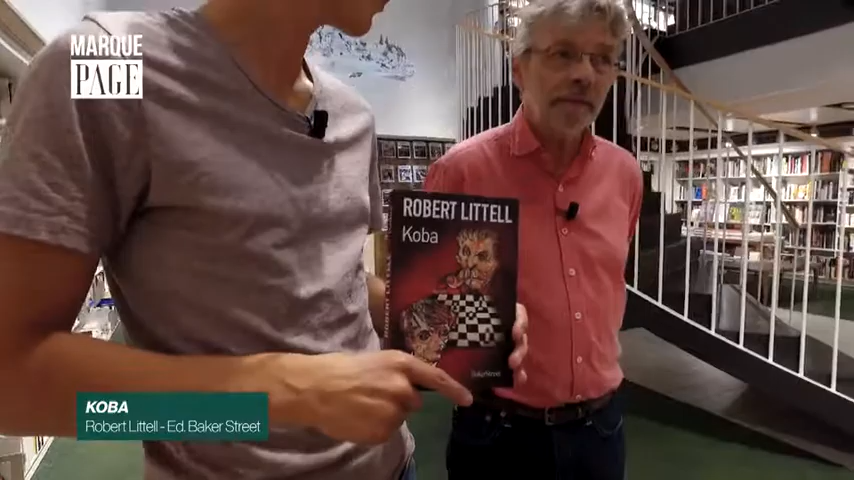 MARQUE
PAGE
ROBERT LITTELL
Koba
KOBA
Robert Littell - Ed. Baker Street